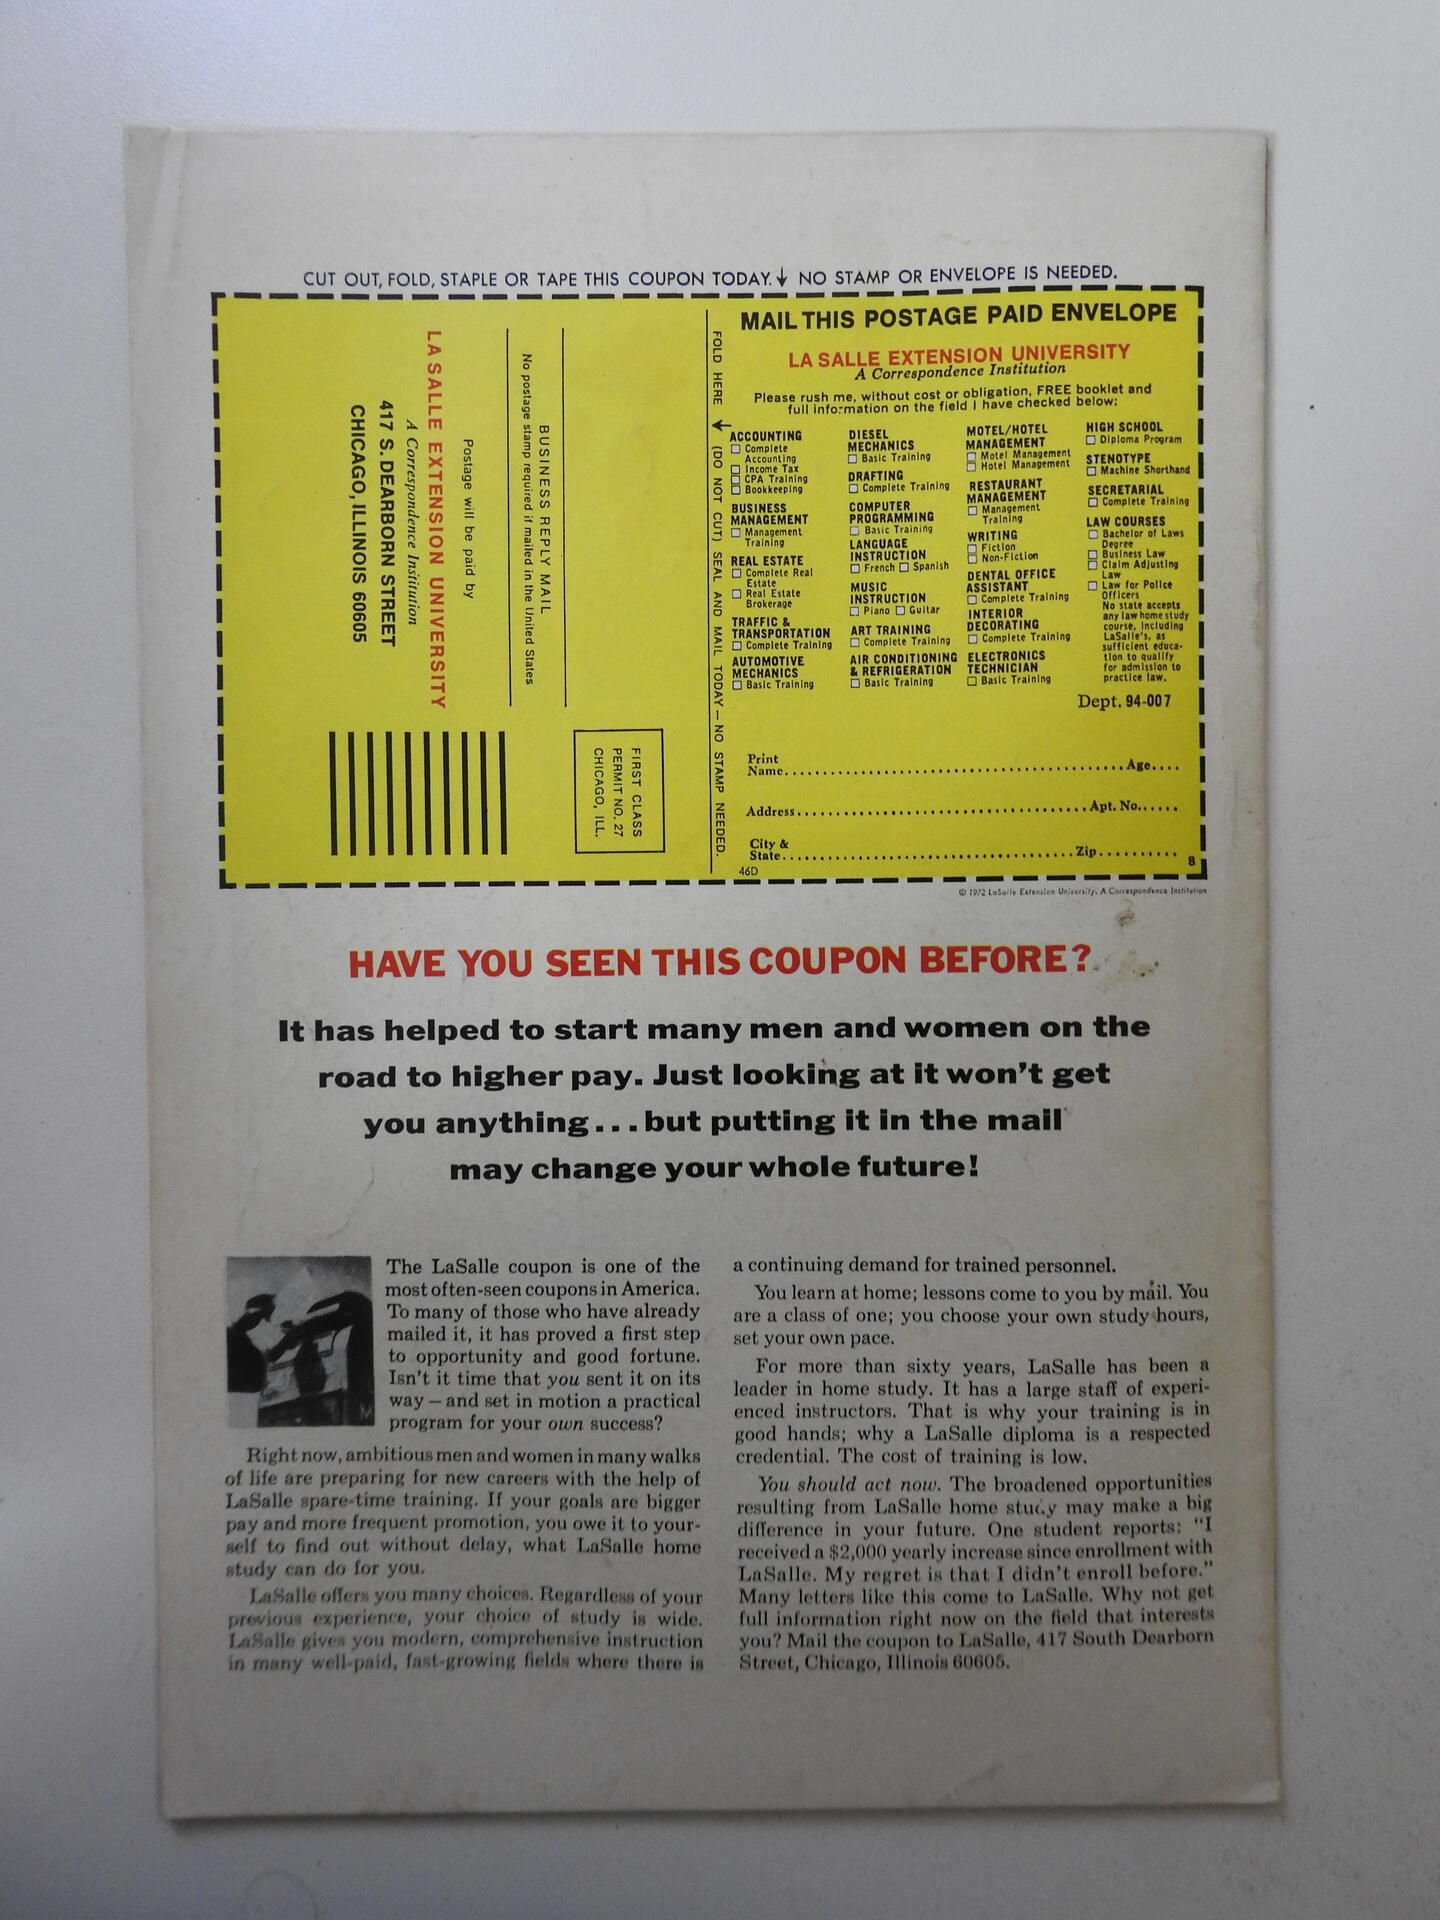 CUT OUT, FOLD, STAPLE OR TAPE THIS COUPON TODAY. ↓ NO STAMP OR ENVELOPE IS NEEDED.
FIRST CLASS
PERMIT NO. 27
CHICAGO, ILL.
BUSINESS REPLY MAIL
No postage stamp required if mailed in the United States
Postage will be paid by
LA SALLE EXTENSION UNIVERSITY
A Correspondence Institution
417 S. DEARBORN STREET
CHICAGO, ILLINOIS 60605
FOLD HERE ↓ (DO NOT CUT) SEAL AND MAIL TODAY — NO STAMP NEEDED.
MAIL THIS POSTAGE PAID ENVELOPE
LA SALLE EXTENSION UNIVERSITY
A Correspondence Institution
Please rush me, without cost or obligation, FREE booklet and
full information on the field I have checked below:
ACCOUNTING
☐ Complete
Accounting
☐ Income Tax
☐ CPA Training
☐ Bookkeeping
BUSINESS
MANAGEMENT
☐ Management
Training
REAL ESTATE
☐ Complete Real
Estate
☐ Real Estate
Brokerage
TRAFFIC &
TRANSPORTATION
☐ Complete Training
AUTOMOTIVE
MECHANICS
☐ Basic Training
DIESEL
MECHANICS
☐ Basic Training
DRAFTING
☐ Complete Training
COMPUTER
PROGRAMMING
☐ Basic Training
LANGUAGE
INSTRUCTION
☐ French ☐ Spanish
MUSIC
INSTRUCTION
☐ Piano ☐ Guitar
ART TRAINING
☐ Complete Training
AIR CONDITIONING
& REFRIGERATION
☐ Basic Training
MOTEL/HOTEL
MANAGEMENT
☐ Motel Management
☐ Hotel Management
RESTAURANT
MANAGEMENT
☐ Management
Training
WRITING
☐ Fiction
☐ Non-Fiction
DENTAL OFFICE
ASSISTANT
☐ Complete Training
INTERIOR
DECORATING
☐ Complete Training
ELECTRONICS
TECHNICIAN
☐ Basic Training
HIGH SCHOOL
☐ Diploma Program
STENOTYPE
☐ Machine Shorthand
SECRETARIAL
☐ Complete Training
LAW COURSES
☐ Bachelor of Laws
Degree
☐ Business Law
☐ Claim Adjusting
Law
☐ Law for Police
Officers
No state accepts
any law home study
course, including
LaSalle's, as
sufficient educa-
tion to qualify
for admission to
practice law.
Dept. 94-007
Print
Name.......... Age....
Address.......... Apt. No......
City &
State.......... Zip..........
46D 8
© 1972 LaSalle Extension University. A Correspondence Institution
HAVE YOU SEEN THIS COUPON BEFORE?
It has helped to start many men and women on the
road to higher pay. Just looking at it won't get
you anything...but putting it in the mail
may change your whole future!
The LaSalle coupon is one of the
most often-seen coupons in America.
To many of those who have already
mailed it, it has proved a first step
to opportunity and good fortune.
Isn't it time that you sent it on its
way — and set in motion a practical
program for your own success?
Right now, ambitious men and women in many walks
of life are preparing for new careers with the help of
LaSalle spare-time training. If your goals are bigger
pay and more frequent promotion, you owe it to your-
self to find out without delay, what LaSalle home
study can do for you.
LaSalle offers you many choices. Regardless of your
previous experience, your choice of study is wide.
LaSalle gives you modern, comprehensive instruction
in many well-paid, fast-growing fields where there is
a continuing demand for trained personnel.
You learn at home; lessons come to you by mail. You
are a class of one; you choose your own study hours,
set your own pace.
For more than sixty years, LaSalle has been a
leader in home study. It has a large staff of experi-
enced instructors. That is why your training is in
good hands; why a LaSalle diploma is a respected
credential. The cost of training is low.
You should act now. The broadened opportunities
resulting from LaSalle home study may make a big
difference in your future. One student reports: "I
received a $2,000 yearly increase since enrollment with
LaSalle. My regret is that I didn't enroll before."
Many letters like this come to LaSalle. Why not get
full information right now on the field that interests
you? Mail the coupon to LaSalle, 417 South Dearborn
Street, Chicago, Illinois 60605.